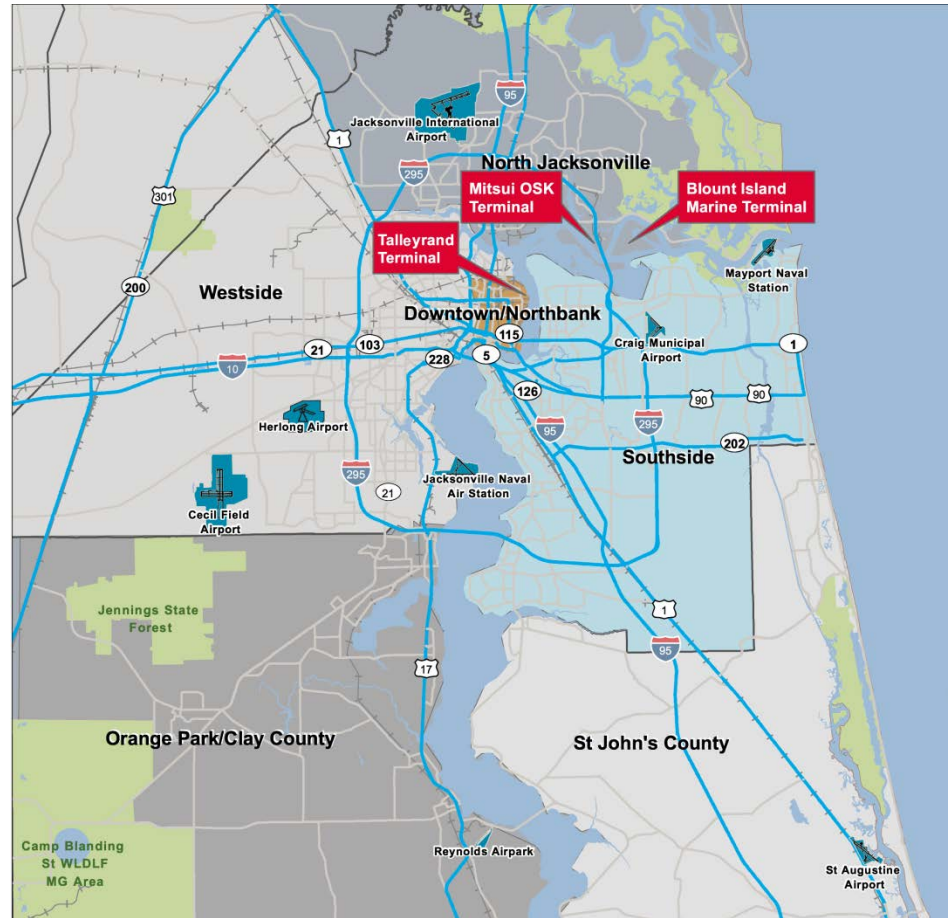 95
Jacksonville International
Airport
1
295
North Jacksonville
Mitsui OSK
Terminal
Blount Island
Marine Terminal
301
Talleyrand
Terminal
Mayport Naval
Station
200
Westside
Downtown/Northbank
115
Craig Municipal
Airport
1
21
103
228
5
10
126
90
90
Herlong Airport
95
295
202
Southside
295
21
Jacksonville Naval
Air Station
Cecil Field
Airport
Jennings State
Forest
1
95
17
Orange Park/Clay County
St John's County
Camp Blanding
St WLDLF
MG Area
Reynolds Airpark
St Augustine
Airport